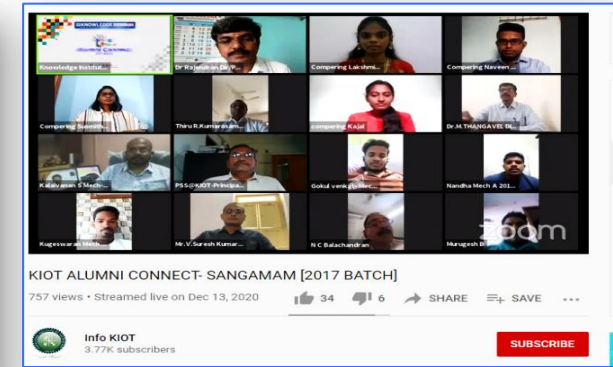 Knowledge Institut...
Dr Rajendran Dr/P...
Compering Lakshmi...
Compering Naveen ...
Compering
Thiru R.Kumarasam...
compering Kajal
Dr.M.THANGAVEL DI...
Kalaivanan S Mech-...
PSS@KIOT-Principa...
Gokul
Nandha Mech A 201...
Kugeswaran Mech
Mr.V.Suresh Kumar...
N C Balachandran
Murugesh D
zoom
KIOT ALUMNI CONNECT- SANGAMAM [2017 BATCH]
757 views • Streamed live on Dec 13, 2020
34
6
SHARE
SAVE
...
Info KIOT
3.77K subscribers
SUBSCRIBE